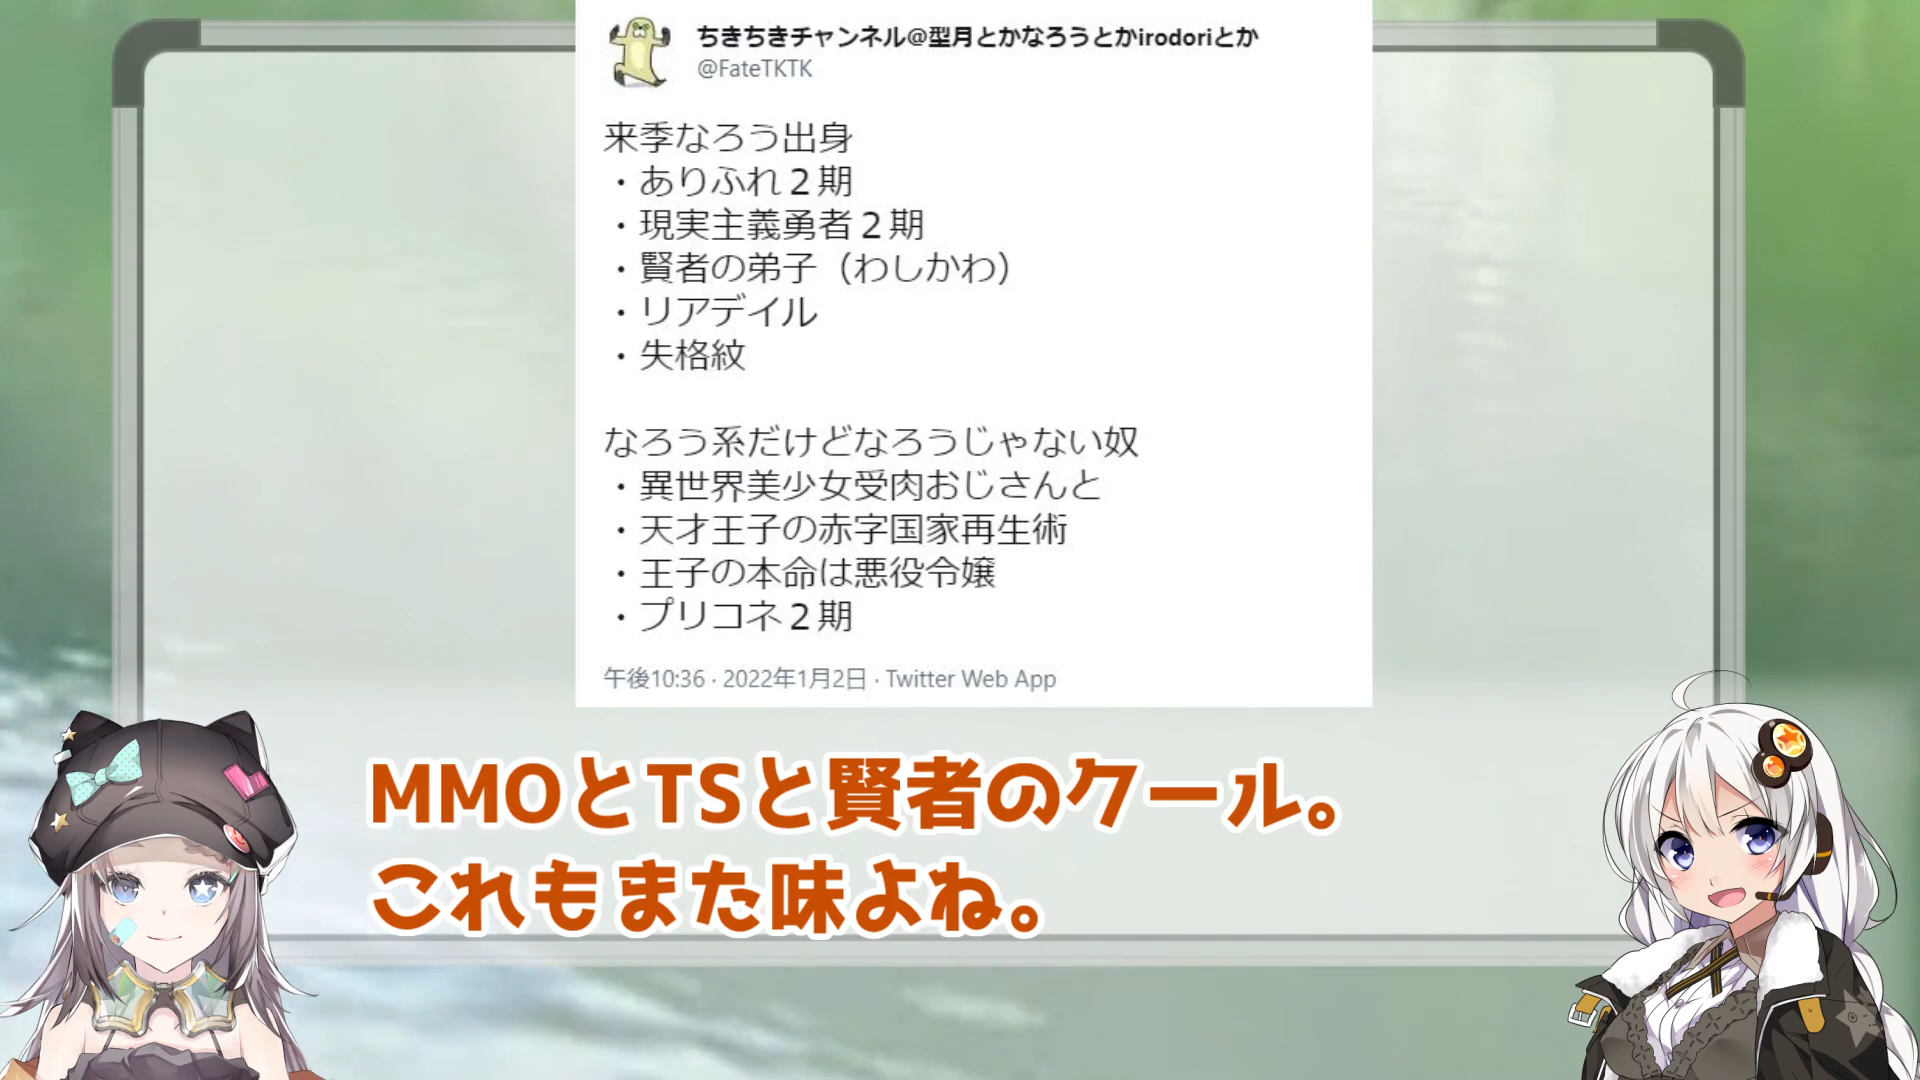 ちきちきチャンネル@型月とかなろうとかirodoriとか
@FateTKTK
来季なろう出身
・ありふれ２期
・現実主義勇者２期
・賢者の弟子（わしかわ）
・リアデイル
・失格紋
なろう系だけどなろうじゃない奴
・異世界美少女受肉おじさんと
・天才王子の赤字国家再生術
・王子の本命は悪役令嬢
・プリコネ２期
午後10:36 · 2022年1月2日 · Twitter Web App
MMOとTSと賢者のクール。
これもまた味よね。